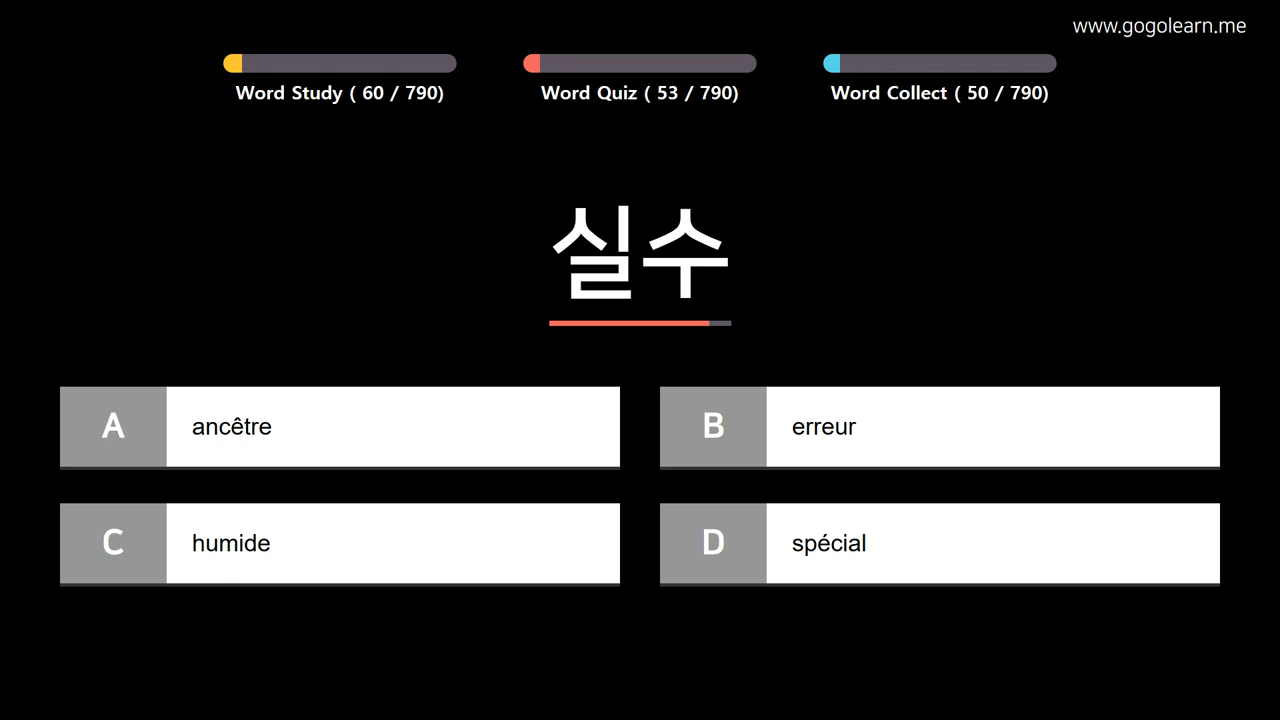 www.gogolearn.me
Word Study ( 60 / 790)
Word Quiz ( 53 / 790)
Word Collect ( 50 / 790)
실수
A ancêtre
B erreur
C humide
D spécial